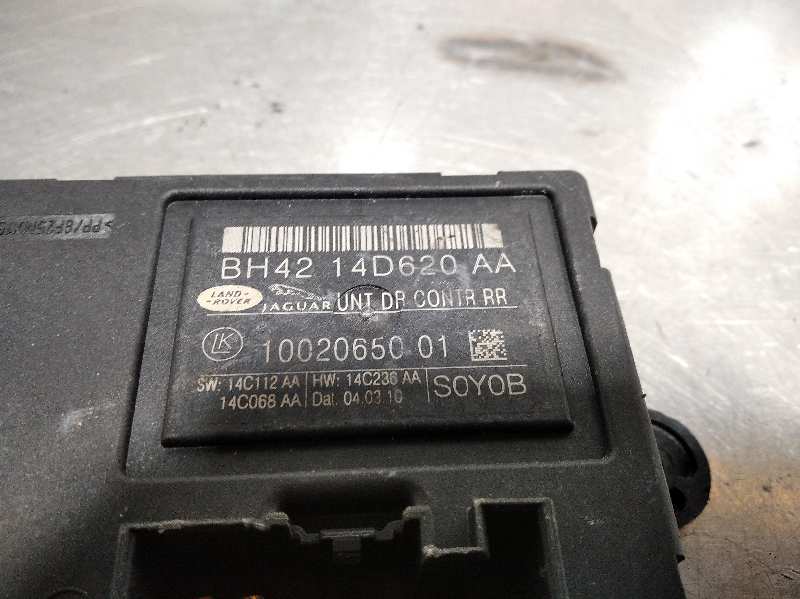 BH42 14D620 AA
LAND-
-ROVER
JAGUAR UNT DR CONTR RR
LK 10020650 01
SW: 14C112 AA HW: 14C236 AA
14C068 AA Dat. 04.03.10
S0Y0B